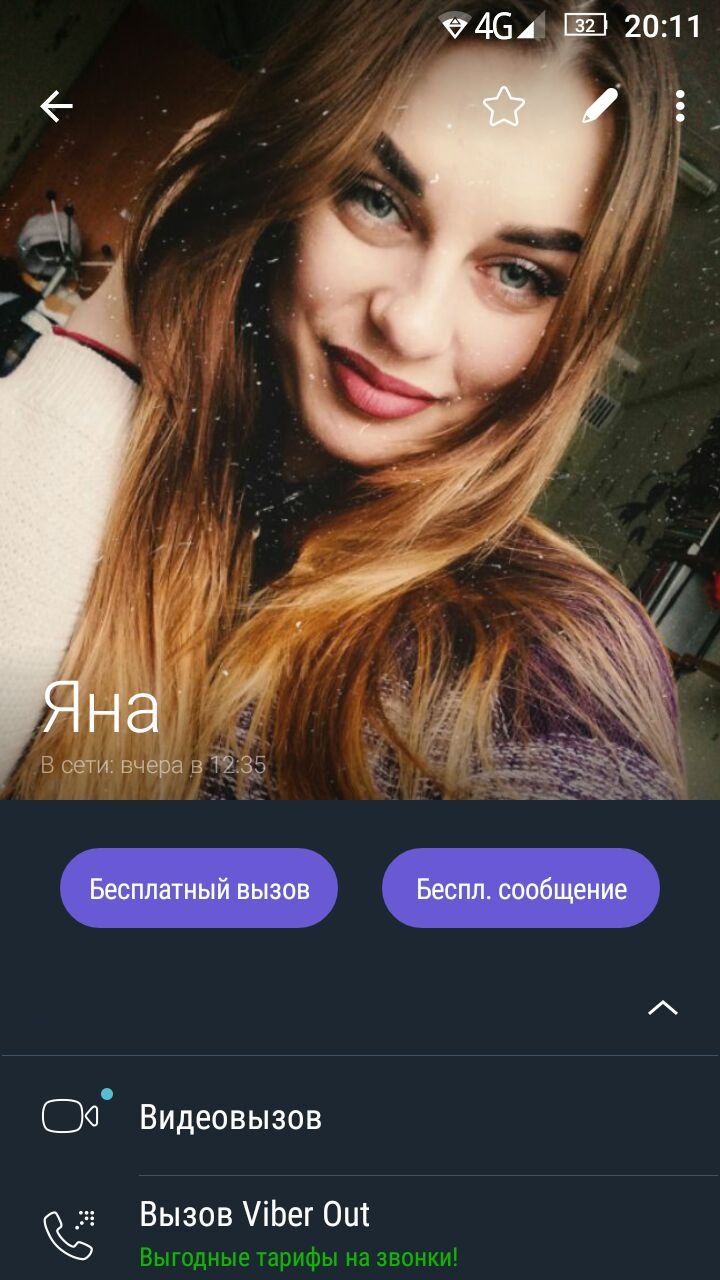 4G 32 20:11
Яна
В сети: вчера в 12:35
Бесплатный вызов Беспл. сообщение
Видеовызов
Вызов Viber Out
Выгодные тарифы на звонки!